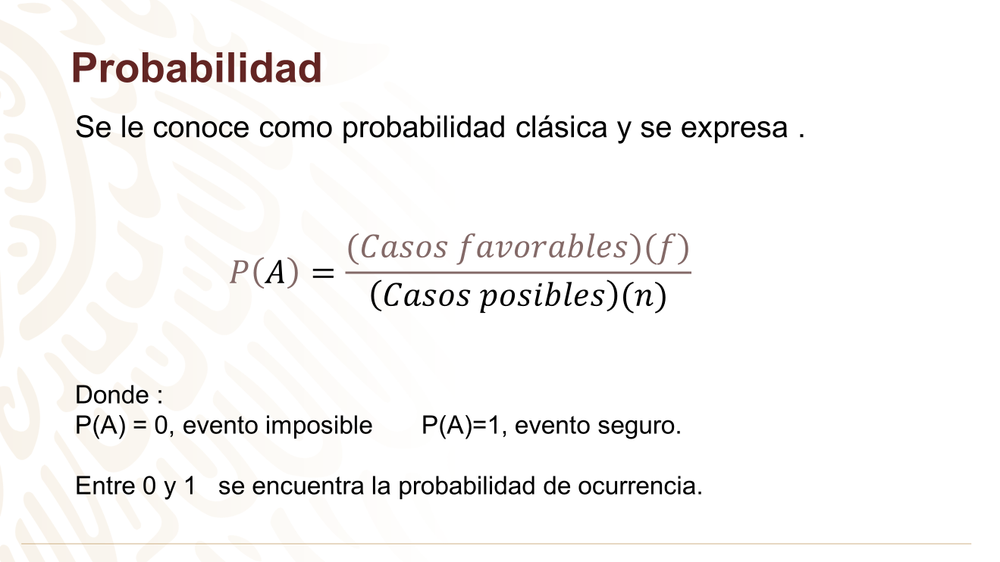 Probabilidad
Se le conoce como probabilidad clásica y se expresa .
P(A) = (Casos favorables)(f)
(Casos posibles)(n)
Donde :
P(A) = 0, evento imposible P(A)=1, evento seguro.
Entre 0 y 1 se encuentra la probabilidad de ocurrencia.